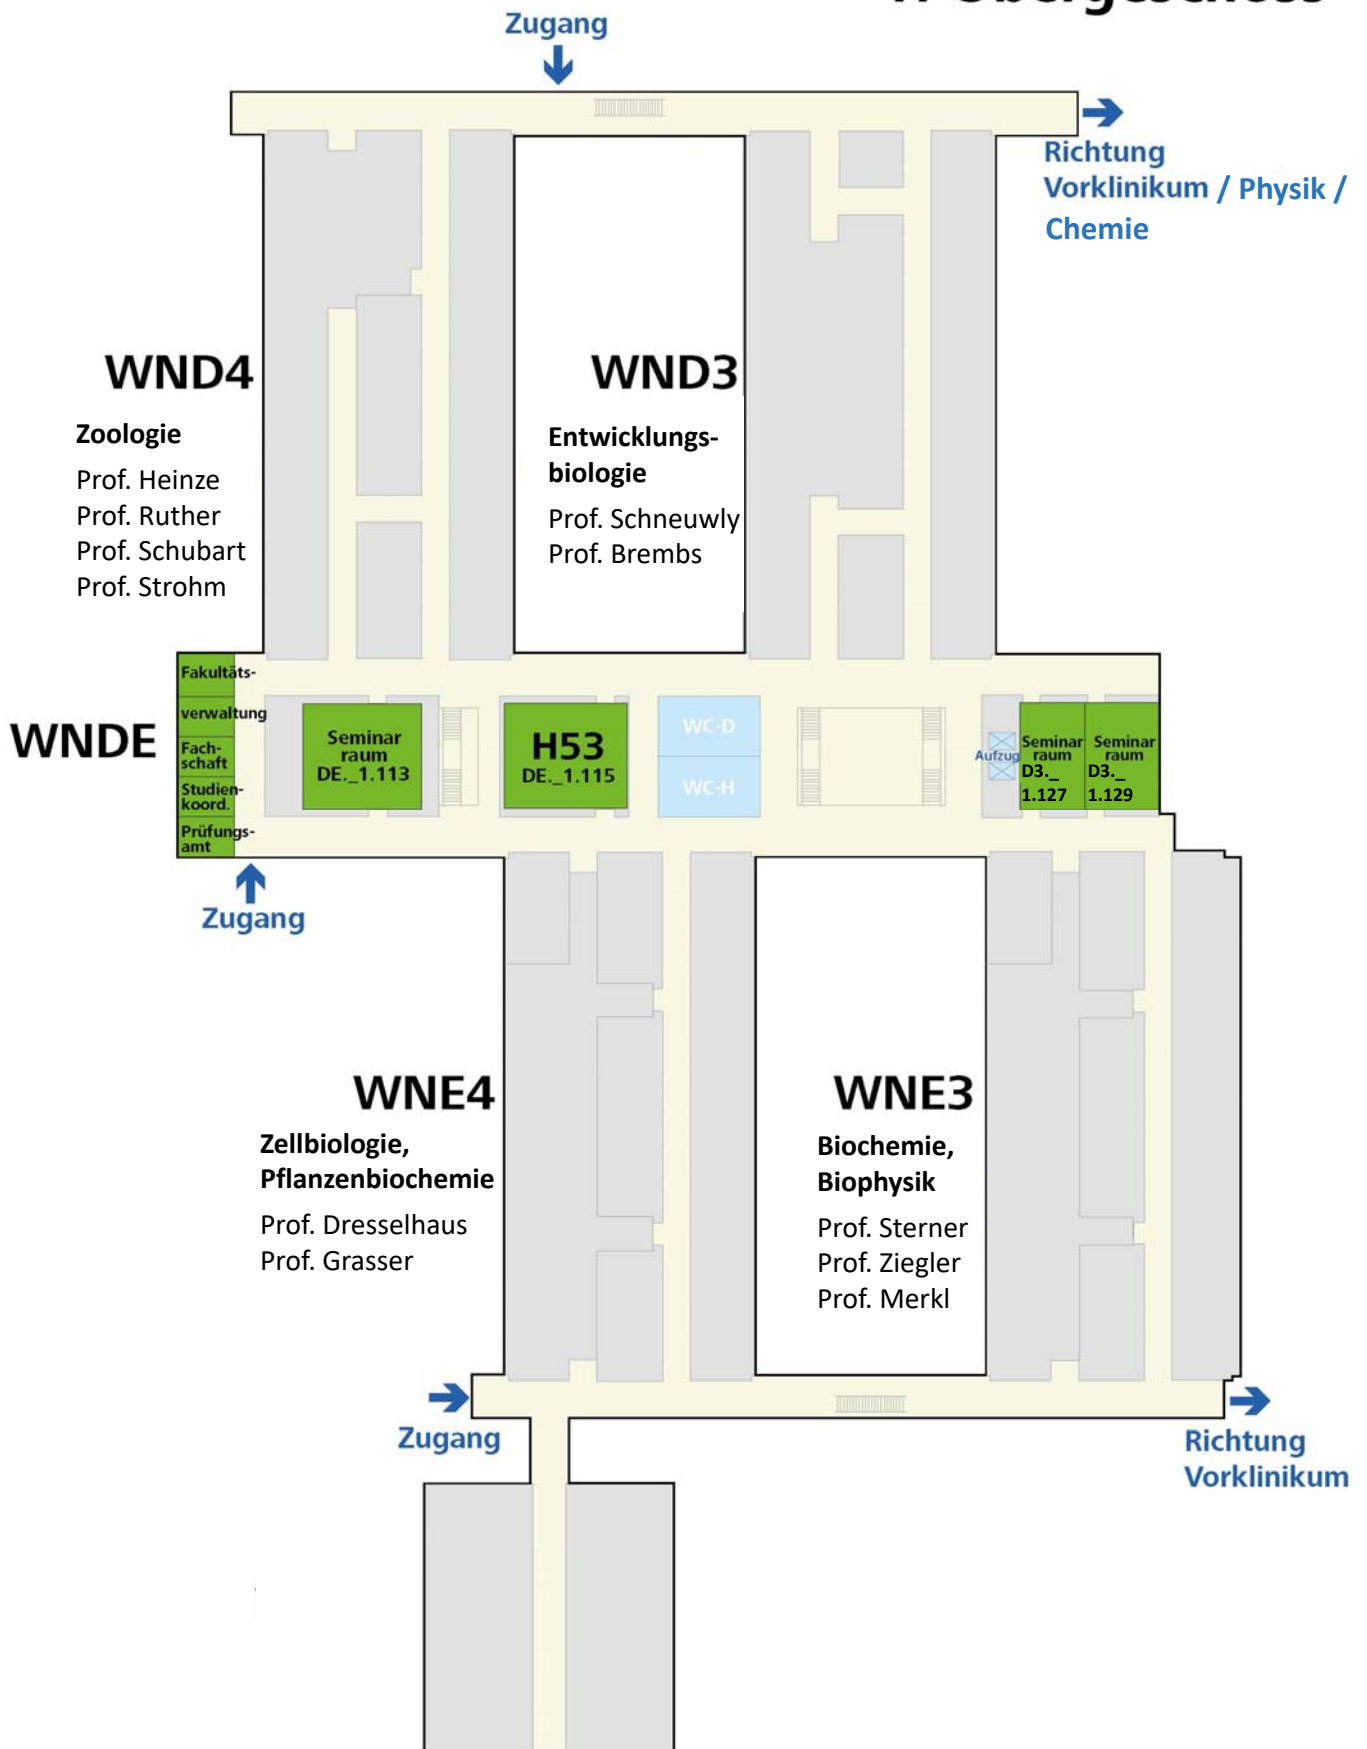 1. Obergeschoss
Zugang
Richtung
Vorklinikum / Physik /
Chemie
WND4
Zoologie
Prof. Heinze
Prof. Ruther
Prof. Schubart
Prof. Strohm
WND3
Entwicklungs-
biologie
Prof. Schneuwly
Prof. Brembs
WNDE
Fakultäts-
verwaltung
Fach-
schaft
Studien-
koord.
Prüfungs-
amt
Seminar
raum
DE._1.113
H53
DE._1.115
WC-D
WC-H
Aufzug
Seminar
raum
D3._
1.127
Seminar
raum
D3._
1.129
Zugang
WNE4
Zellbiologie,
Pflanzenbiochemie
Prof. Dresselhaus
Prof. Grasser
WNE3
Biochemie,
Biophysik
Prof. Sterner
Prof. Ziegler
Prof. Merkl
Zugang
Richtung
Vorklinikum